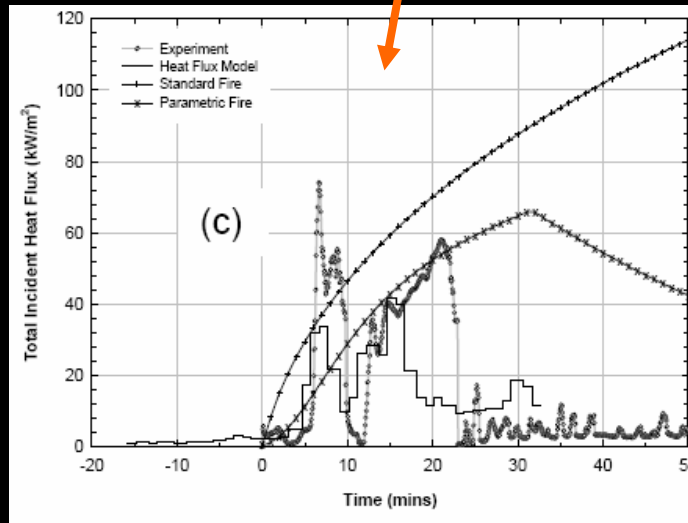 120
100
80
60
40
20
0
Total Incident Heat Flux (kW/m²)
Experiment
Heat Flux Model
Standard Fire
Parametric Fire
(c)
-20 -10 0 10 20 30 40 50
Time (mins)